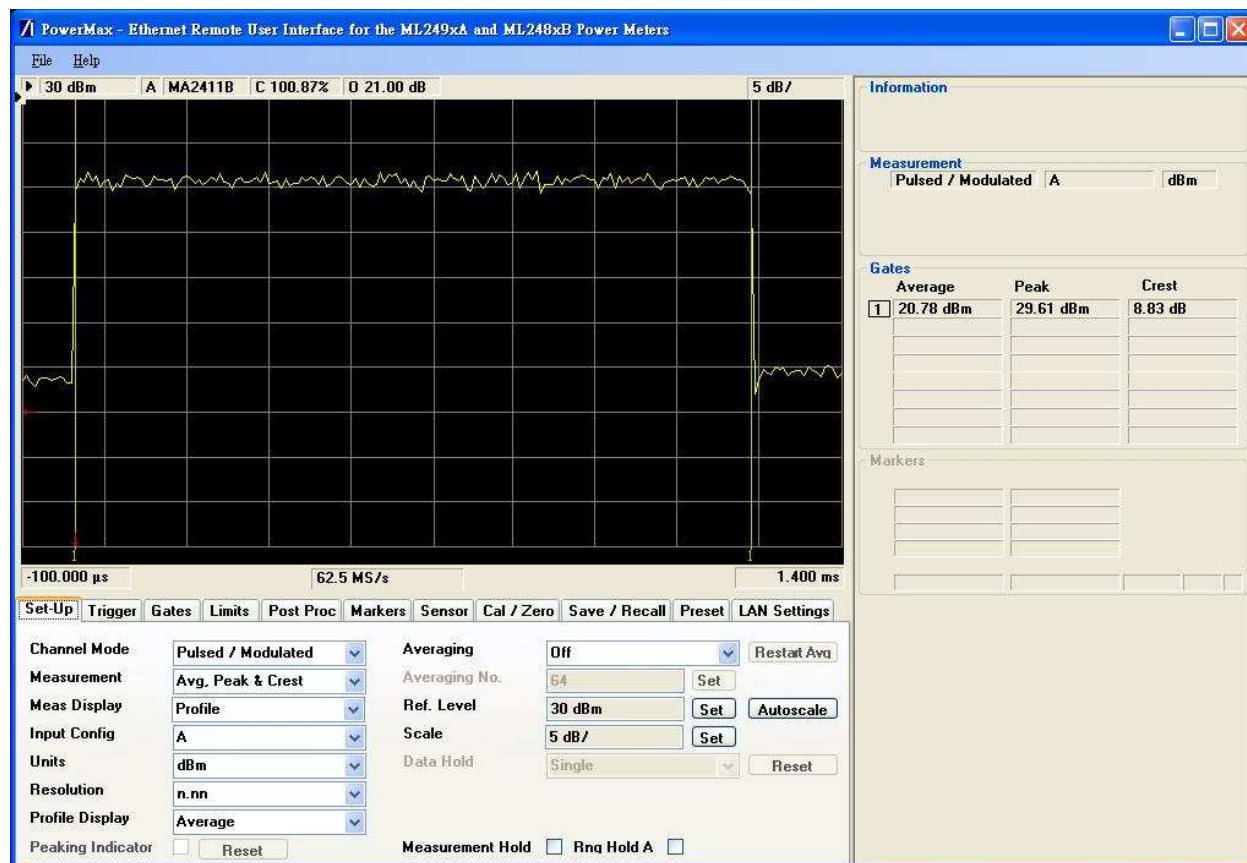 PowerMax - Ethernet Remote User Interface for the ML249xA and ML248xB Power Meters
File Help
30 dBm A MA2411B C 100.87% O 21.00 dB 5 dB/
Information
Measurement
Pulsed / Modulated A dBm
Gates
Average Peak Crest
1 20.78 dBm 29.61 dBm 8.83 dB
Markers
1 1
-100.000 µs 62.5 MS/s 1.400 ms
Set-Up Trigger Gates Limits Post Proc Markers Sensor Cal / Zero Save / Recall Preset LAN Settings
Channel Mode Pulsed / Modulated Averaging Off Restart Avg
Measurement Avg, Peak & Crest Averaging No. 64 Set
Meas Display Profile Ref. Level 30 dBm Set Autoscale
Input Config A Scale 5 dB/ Set
Units dBm Data Hold Single Reset
Resolution n.nn
Profile Display Average
Peaking Indicator Reset Measurement Hold Rng Hold A